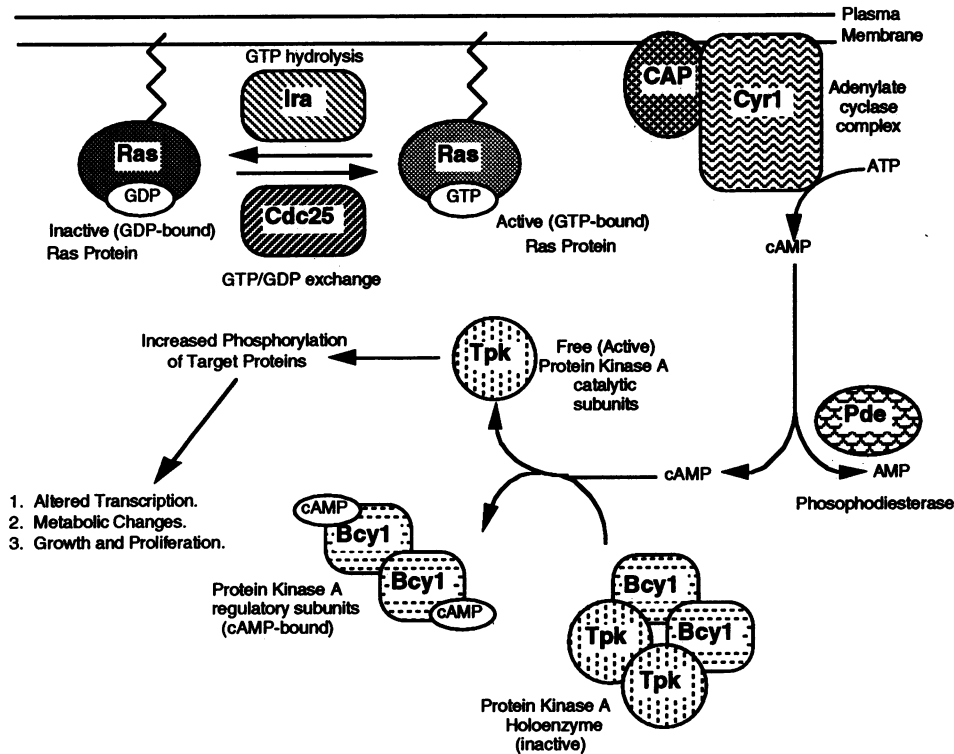 Plasma
Membrane
GTP hydrolysis
Ira
CAP
Cyr1
Adenylate
cyclase
complex
Ras
GDP
Ras
GTP
ATP
Cdc25
Inactive (GDP-bound)
Ras Protein
Active (GTP-bound)
Ras Protein
GTP/GDP exchange
cAMP
Increased Phosphorylation
of Target Proteins
Tpk
Free (Active)
Protein Kinase A
catalytic
subunits
Pde
cAMP
AMP
Phosophodiesterase
1. Altered Transcription.
2. Metabolic Changes.
3. Growth and Proliferation.
cAMP
Bcy1
Bcy1
cAMP
Protein Kinase A
regulatory subunits
(cAMP-bound)
Bcy1
Bcy1
Tpk
Tpk
Protein Kinase A
Holoenzyme
(inactive)